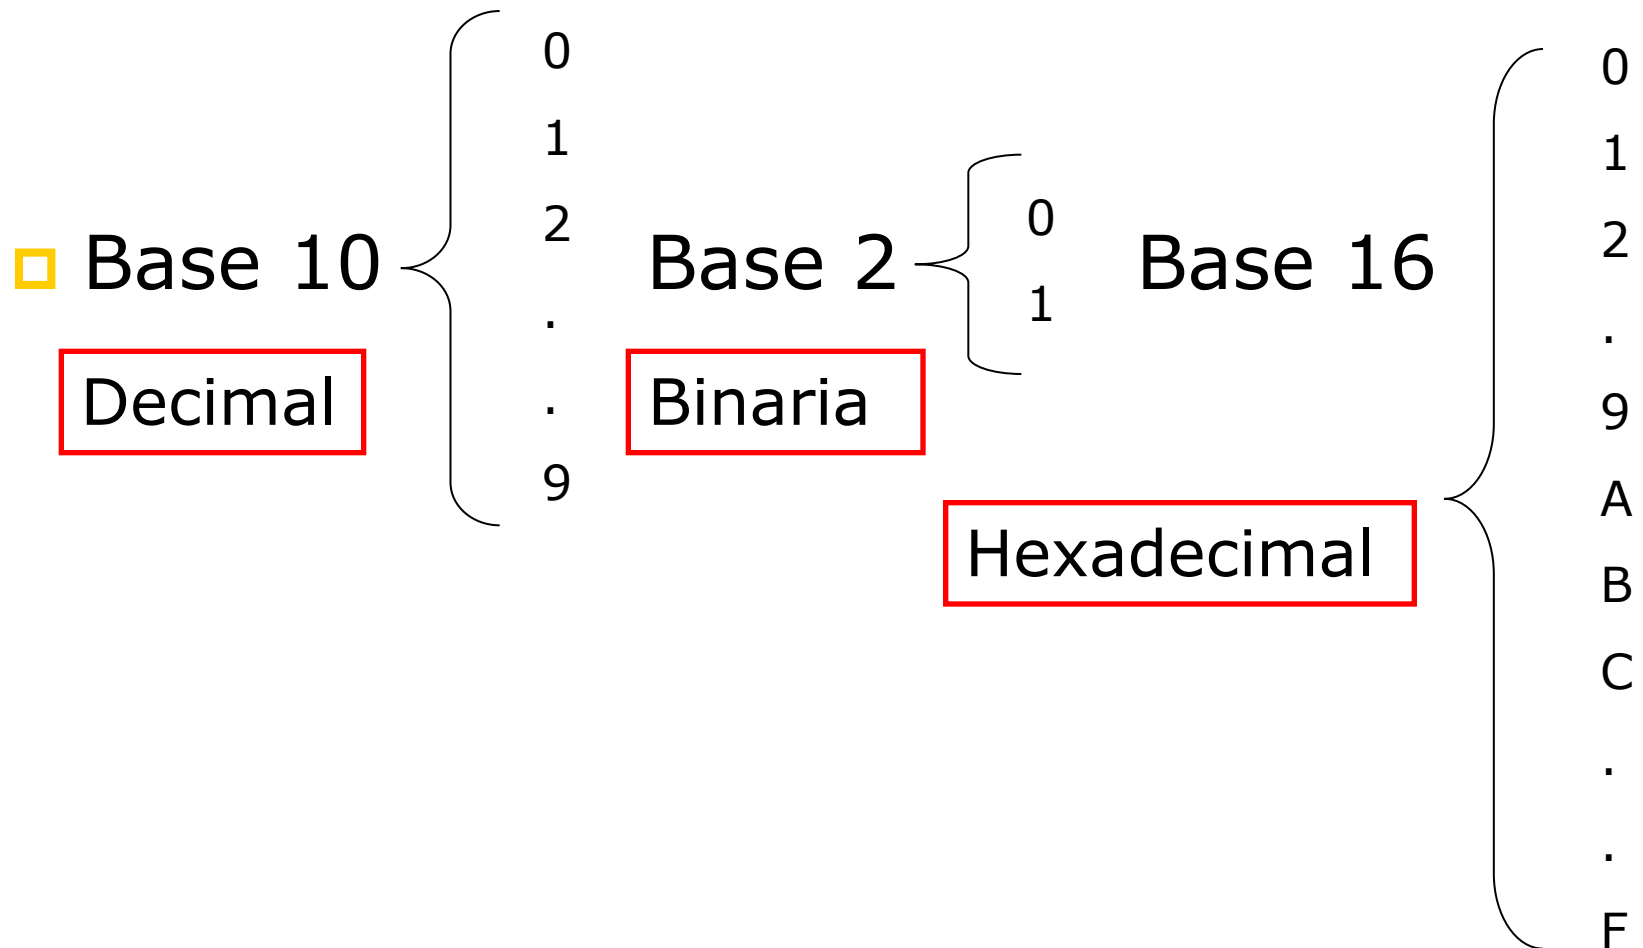 Base 10
0
1
2
.
.
9
Decimal
Base 2
0
1
Binaria
Base 16
0
1
2
.
9
A
B
C
.
.
F
Hexadecimal